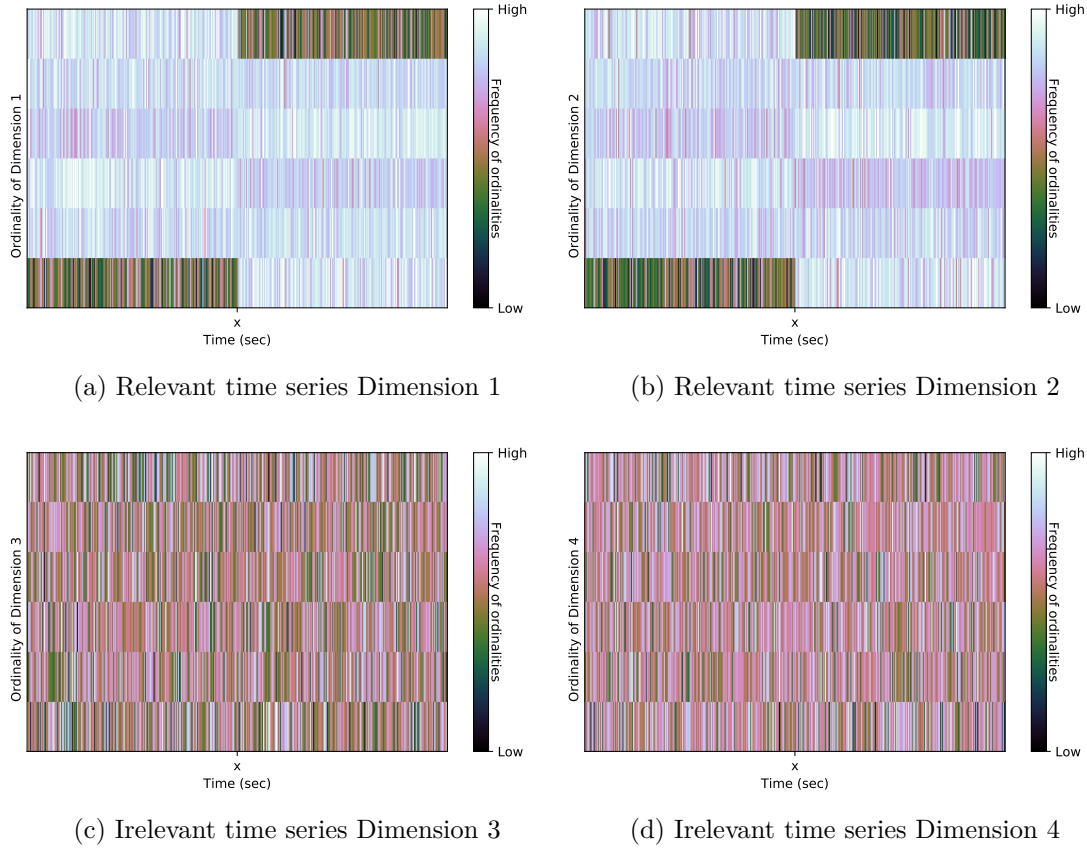 High
Ordinality of Dimension 1
Frequency of ordinalities
Low
x
Time (sec)
(a) Relevant time series Dimension 1
High
Ordinality of Dimension 2
Frequency of ordinalities
Low
x
Time (sec)
(b) Relevant time series Dimension 2
High
Ordinality of Dimension 3
Frequency of ordinalities
Low
x
Time (sec)
(c) Irelevant time series Dimension 3
High
Ordinality of Dimension 4
Frequency of ordinalities
Low
x
Time (sec)
(d) Irelevant time series Dimension 4